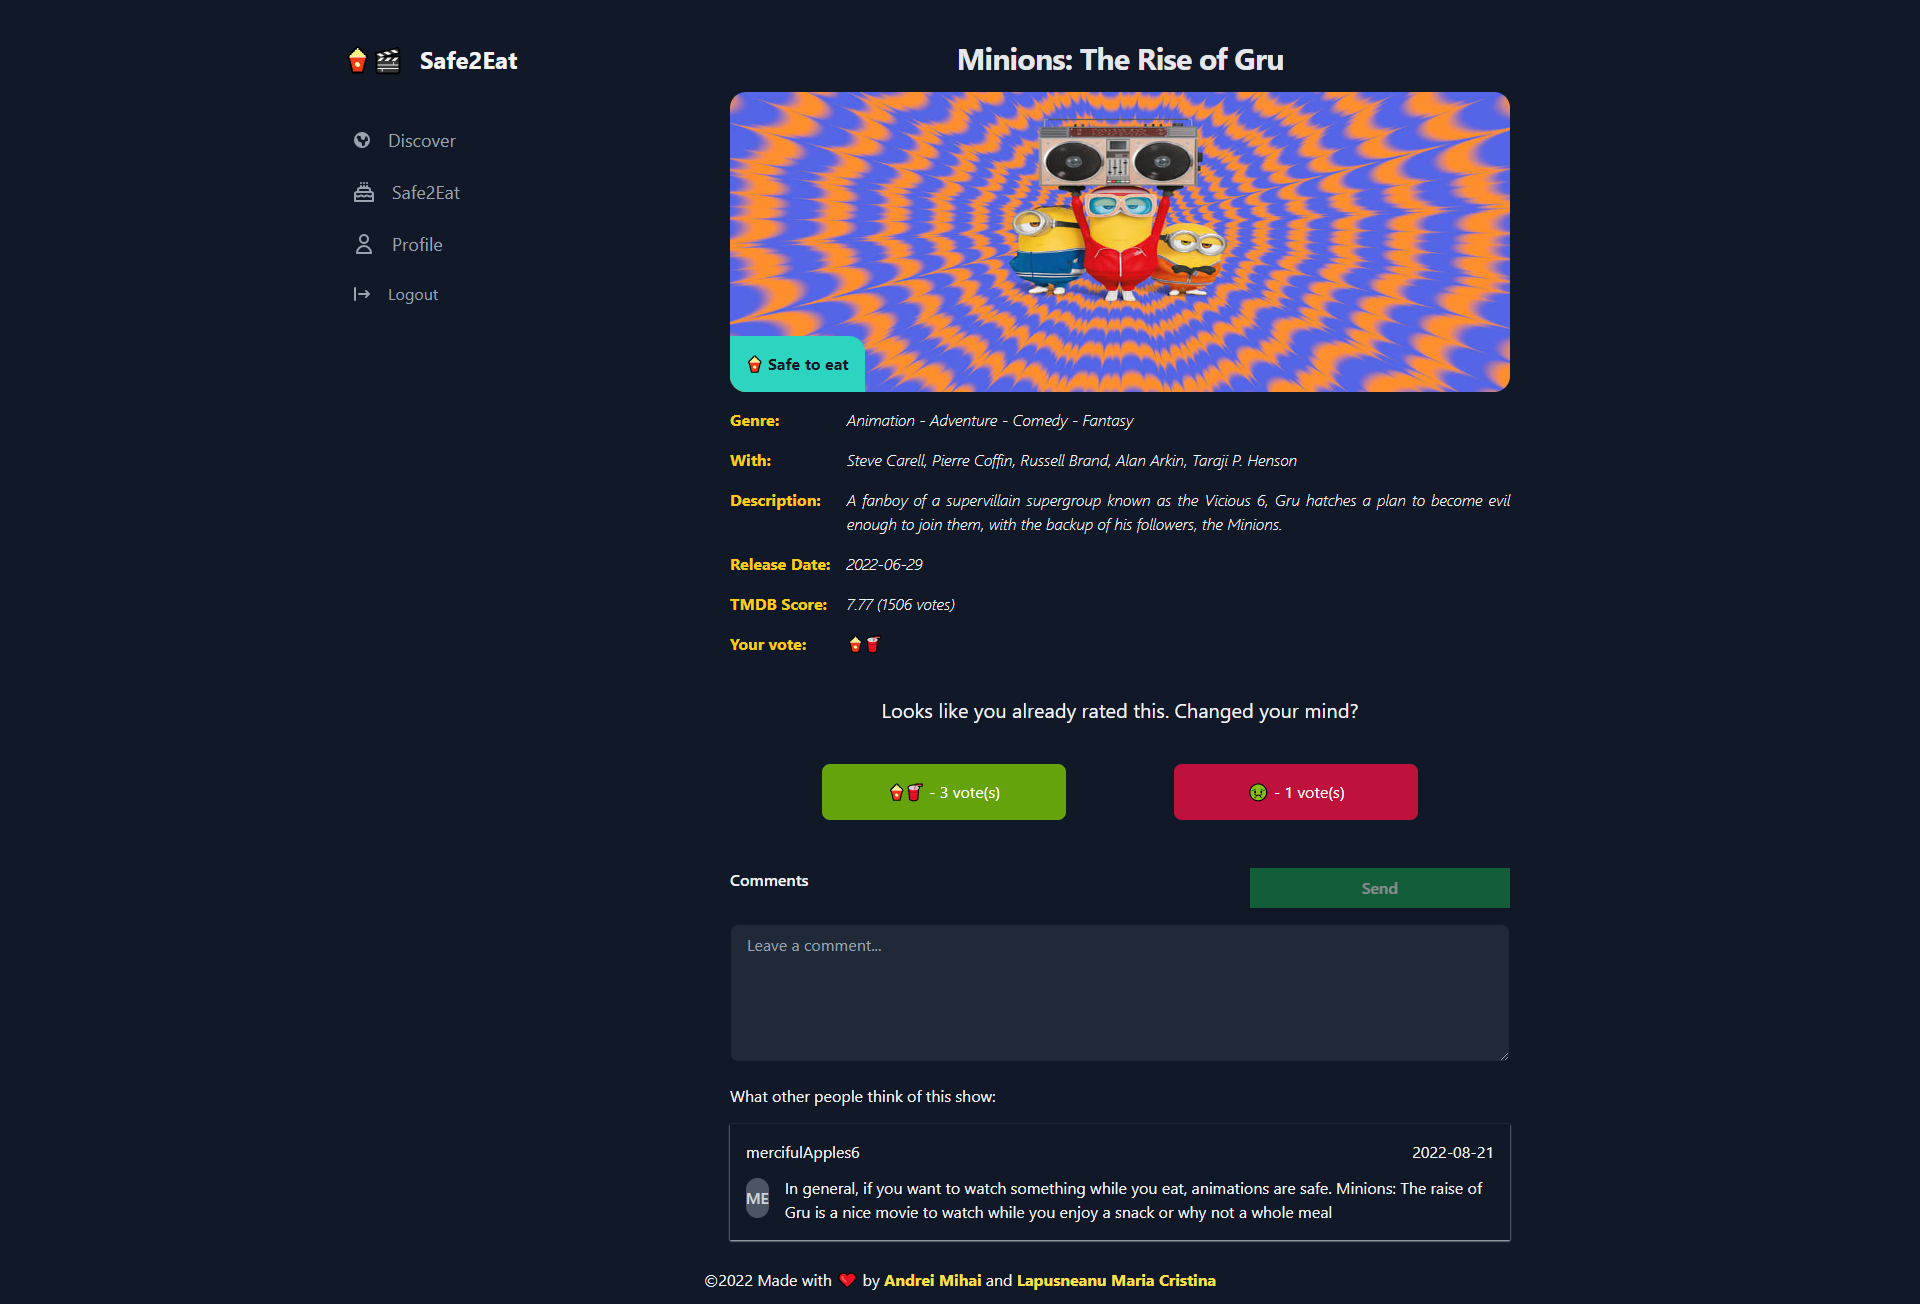 Safe2Eat
Discover
Safe2Eat
Profile
Logout
Minions: The Rise of Gru
Safe to eat
Genre: Animation - Adventure - Comedy - Fantasy
With: Steve Carell, Pierre Coffin, Russell Brand, Alan Arkin, Taraji P. Henson
Description: A fanboy of a supervillain supergroup known as the Vicious 6, Gru hatches a plan to become evil
enough to join them, with the backup of his followers, the Minions.
Release Date: 2022-06-29
TMDB Score: 7.77 (1506 votes)
Your vote: 🍿🥤
Looks like you already rated this. Changed your mind?
🍿🥤 - 3 vote(s)
🤢 - 1 vote(s)
Comments
Send
Leave a comment...
What other people think of this show:
mercifulApples6 2022-08-21
ME
In general, if you want to watch something while you eat, animations are safe. Minions: The raise of
Gru is a nice movie to watch while you enjoy a snack or why not a whole meal
©2022 Made with ❤️ by Andrei Mihai and Lapusneanu Maria Cristina